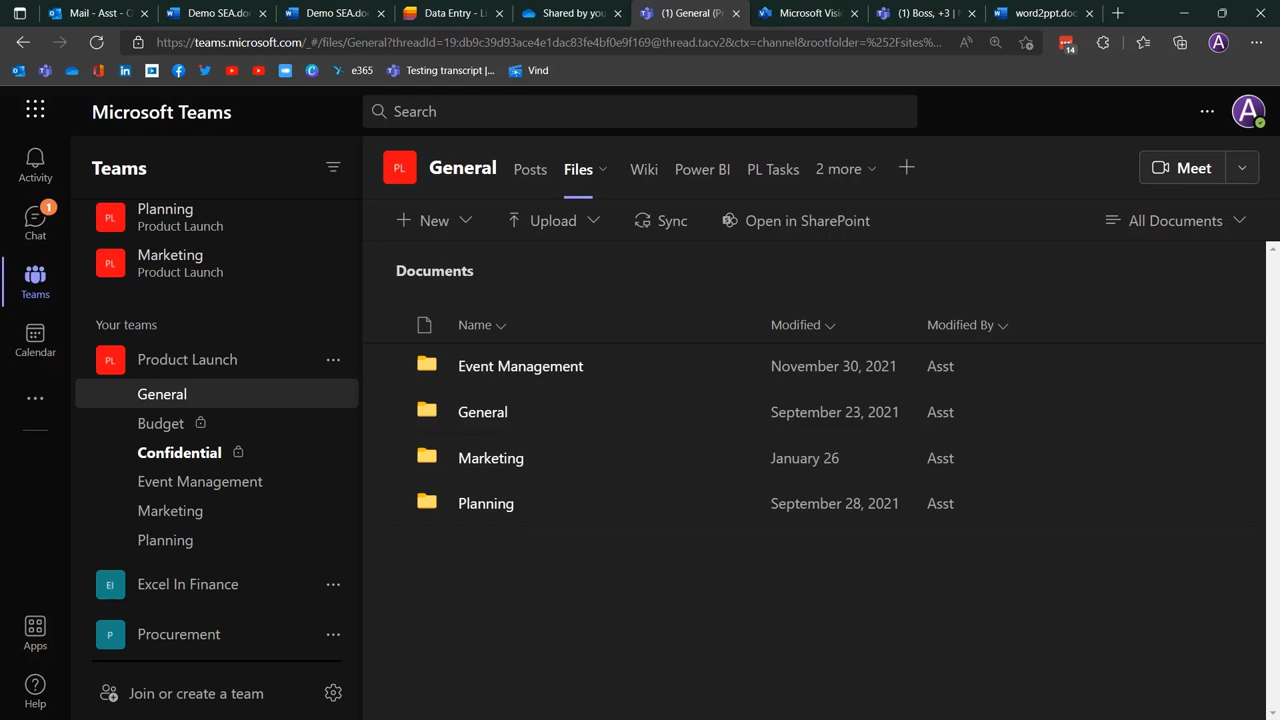 Mail - Asst - C
Demo SEA.doc
Demo SEA.doc
Data Entry - Li
Shared by you
(1) General (P
Microsoft Visi
(1) Boss, +3 |
word2ppt.doc
https://teams.microsoft.com/_#/files/General?threadId=19:db9c39d93ace4e1dac83fe4bf0e9f169@thread.tacv2&ctx=channel&rootfolder=%252Fsites%...
14
A
e365
Testing transcript |...
Vind
Microsoft Teams
Search
A
Activity
1
Chat
Teams
Calendar
Apps
Help
Teams
PL
Planning
Product Launch
PL
Marketing
Product Launch
Your teams
PL
Product Launch
General
Budget
Confidential
Event Management
Marketing
Planning
EI
Excel In Finance
P
Procurement
Join or create a team
PL
General
Posts
Files
Wiki
Power BI
PL Tasks
2 more
Meet
New
Upload
Sync
Open in SharePoint
All Documents
Documents
Name
Modified
Modified By
Event Management
November 30, 2021
Asst
General
September 23, 2021
Asst
Marketing
January 26
Asst
Planning
September 28, 2021
Asst